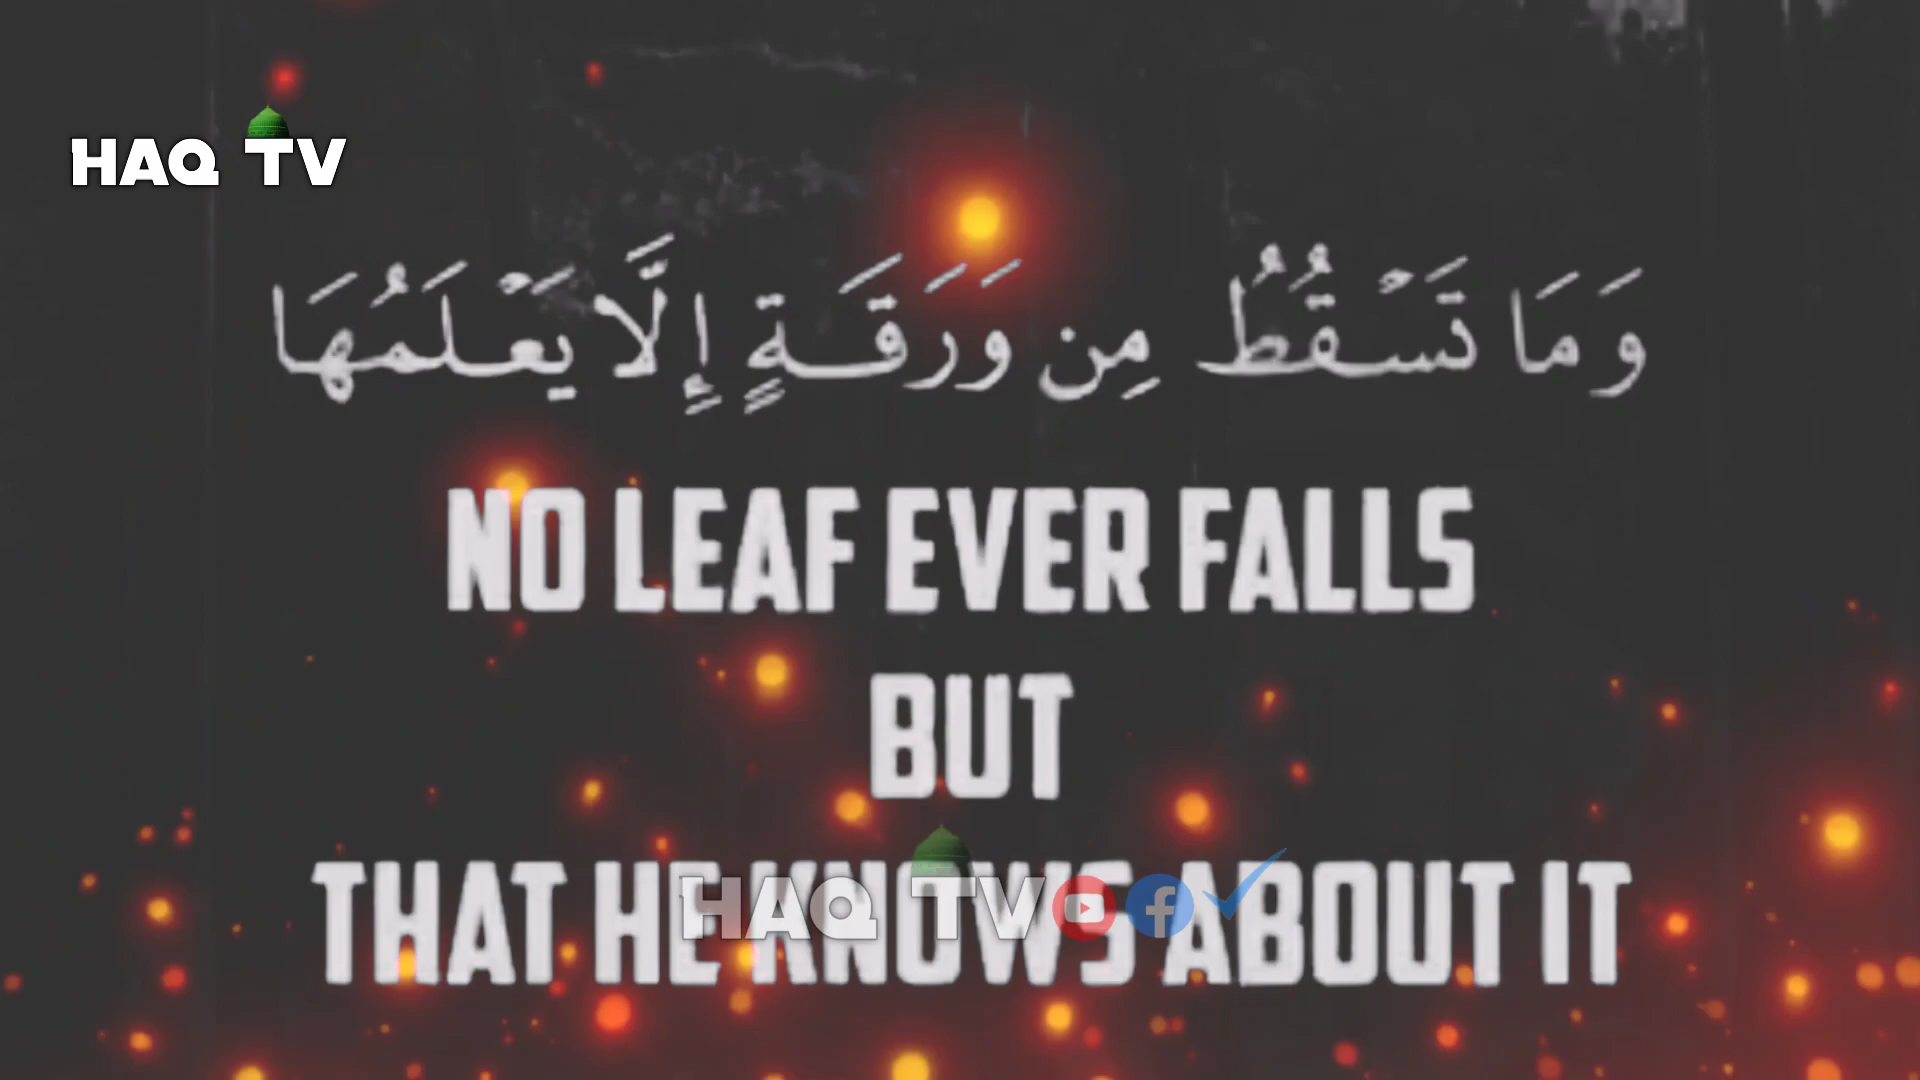 HAQ TV
وَمَا تَسْقُطُ مِن وَرَقَةٍ إِلَّا يَعْلَمُهَا
NO LEAF EVER FALLS
BUT
THAT HE KNOWS ABOUT IT
HAQ TV